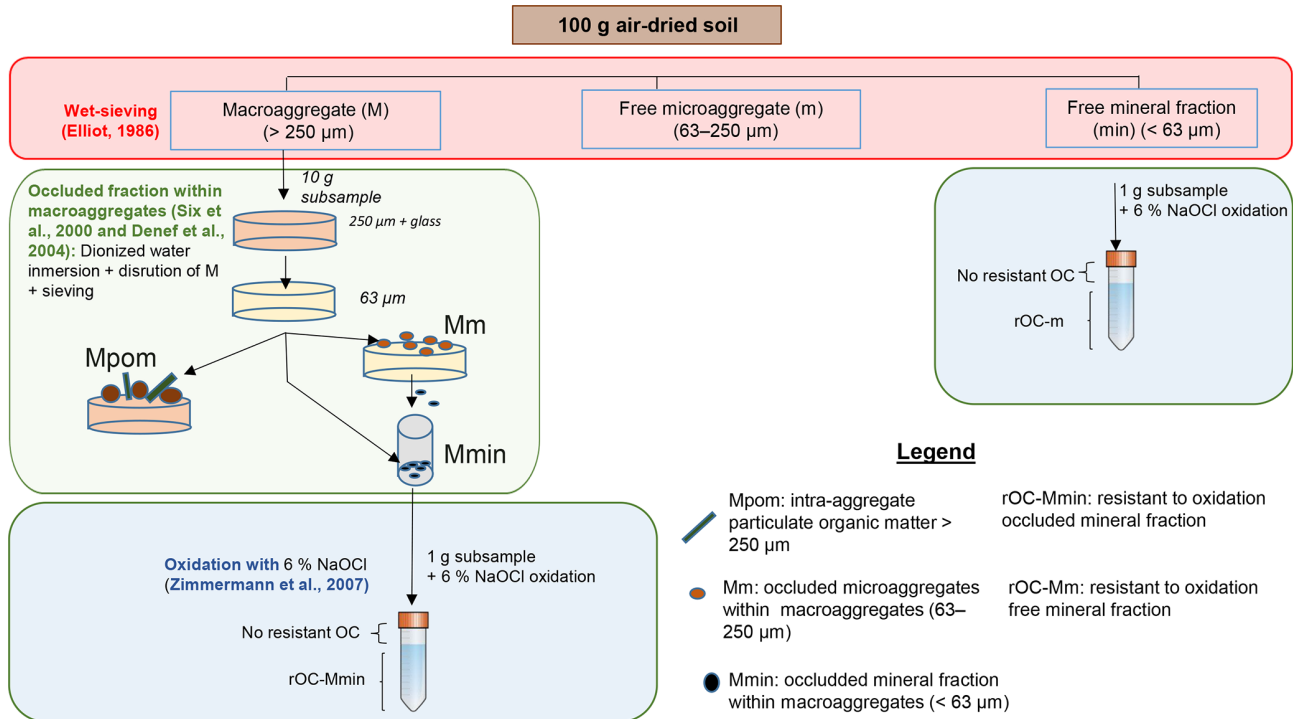 100 g air-dried soil
Wet-sieving
(Elliot, 1986)
Macroaggregate (M)
(> 250 µm)
Free microaggregate (m)
(63–250 µm)
Free mineral fraction
(min) (< 63 µm)
Occluded fraction within
macroaggregates (Six et
al., 2000 and Denef et al.,
2004): Dionized water
inmersion + disrution of M
+ sieving
10 g
subsample
250 µm + glass
63 µm
Mpom
Mm
Mmin
1 g subsample
+ 6 % NaOCl oxidation
No resistant OC
rOC-m
Oxidation with 6 % NaOCl
(Zimmermann et al., 2007)
1 g subsample
+ 6 % NaOCl oxidation
No resistant OC
rOC-Mmin
Legend
Mpom: intra-aggregate
particulate organic matter >
250 µm
rOC-Mmin: resistant to oxidation
occluded mineral fraction
Mm: occluded microaggregates
within macroaggregates (63–
250 µm)
rOC-Mm: resistant to oxidation
free mineral fraction
Mmin: occludded mineral fraction
within macroaggregates (< 63 µm)